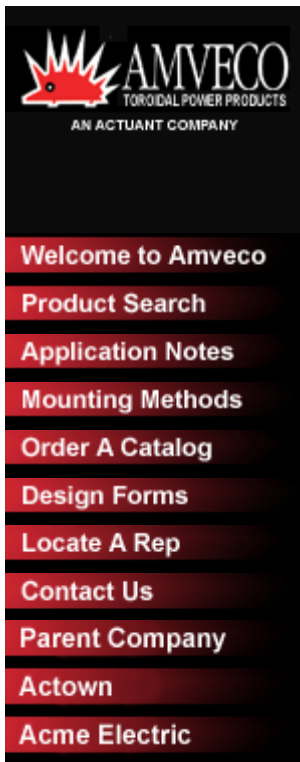 AMVECO
TOROIDAL POWER PRODUCTS
AN ACTUANT COMPANY
Welcome to Amveco
Product Search
Application Notes
Mounting Methods
Order A Catalog
Design Forms
Locate A Rep
Contact Us
Parent Company
Actown
Acme Electric